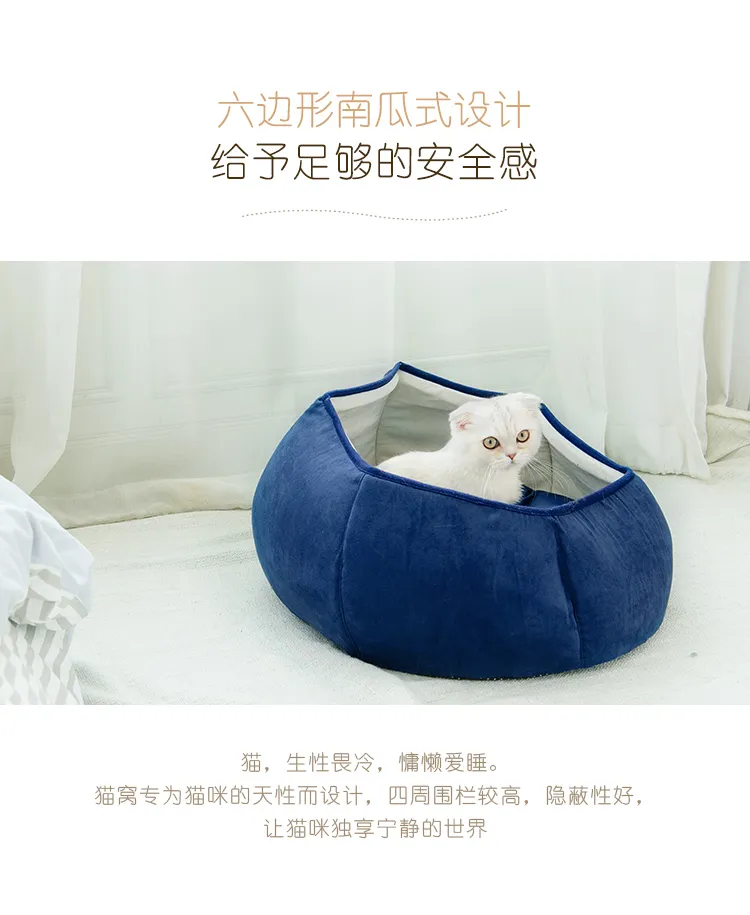 六边形南瓜式设计
给予足够的安全感
猫，生性畏冷，慵懒爱睡。
猫窝专为猫咪的天性而设计，四周围栏较高，隐蔽性好，
让猫咪独享宁静的世界